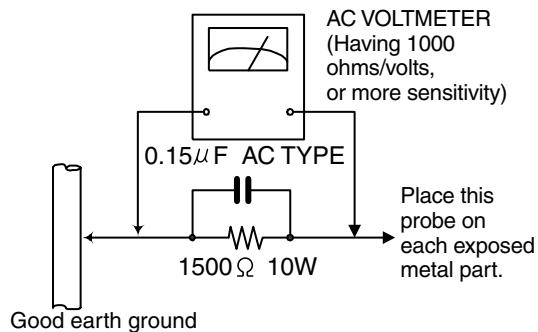 AC VOLTMETER
(Having 1000
ohms/volts,
or more sensitivity)
0.15μF AC TYPE
Place this
probe on
each exposed
metal part.
1500Ω 10W
Good earth ground